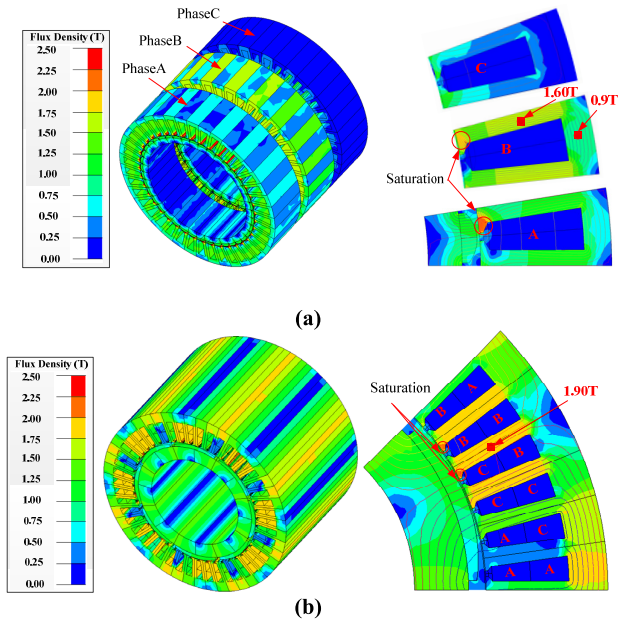 Flux Density (T)
2.50
2.25
2.00
1.75
1.50
1.25
1.00
0.75
0.50
0.25
0.00
PhaseC
PhaseB
PhaseA
C
1.60T
0.9T
B
Saturation
A
(a)
Flux Density (T)
2.50
2.25
2.00
1.75
1.50
1.25
1.00
0.75
0.50
0.25
0.00
Saturation
1.90T
B A
B B
C B
C C
A C
A A
(b)